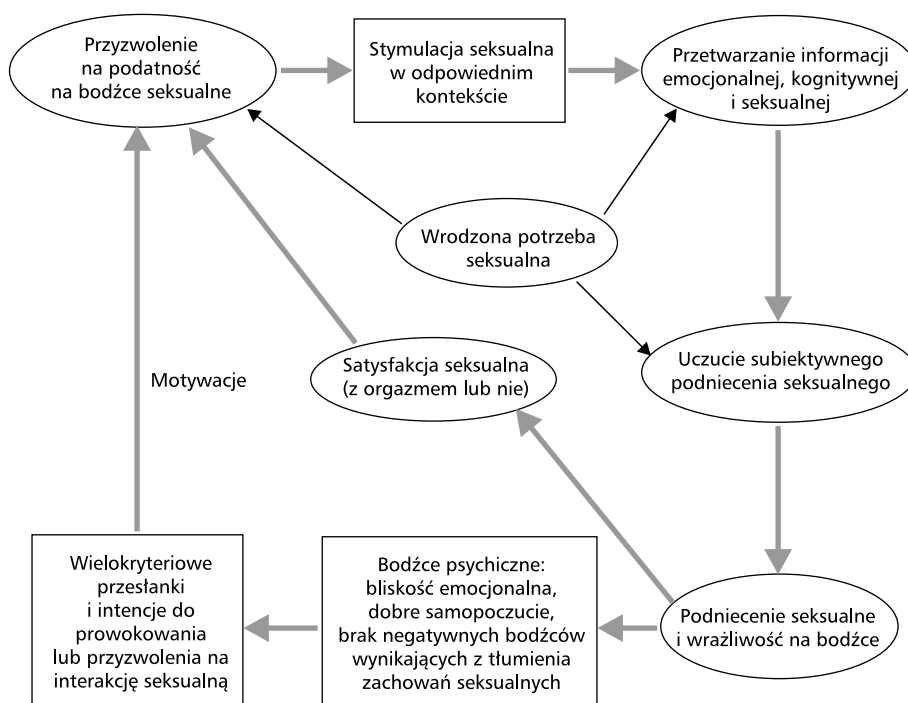 Przyzwolenie
na podatność
na bodźce seksualne
Stymulacja seksualna
w odpowiednim
kontekście
Przetwarzanie informacji
emocjonalnej, kognitywnej
i seksualnej
Wrodzona potrzeba
seksualna
Satysfakcja seksualna
(z orgazmem lub nie)
Uczucie subiektywnego
podniecenia seksualnego
Motywacje
Wielokryteriowe
przesłanki
i intencje do
prowokowania
lub przyzwolenia na
interakcję seksualną
Bodźce psychiczne:
bliskość emocjonalna,
dobre samopoczucie,
brak negatywnych bodźców
wynikających z tłumienia
zachowań seksualnych
Podniecenie seksualne
i wrażliwość na bodźce